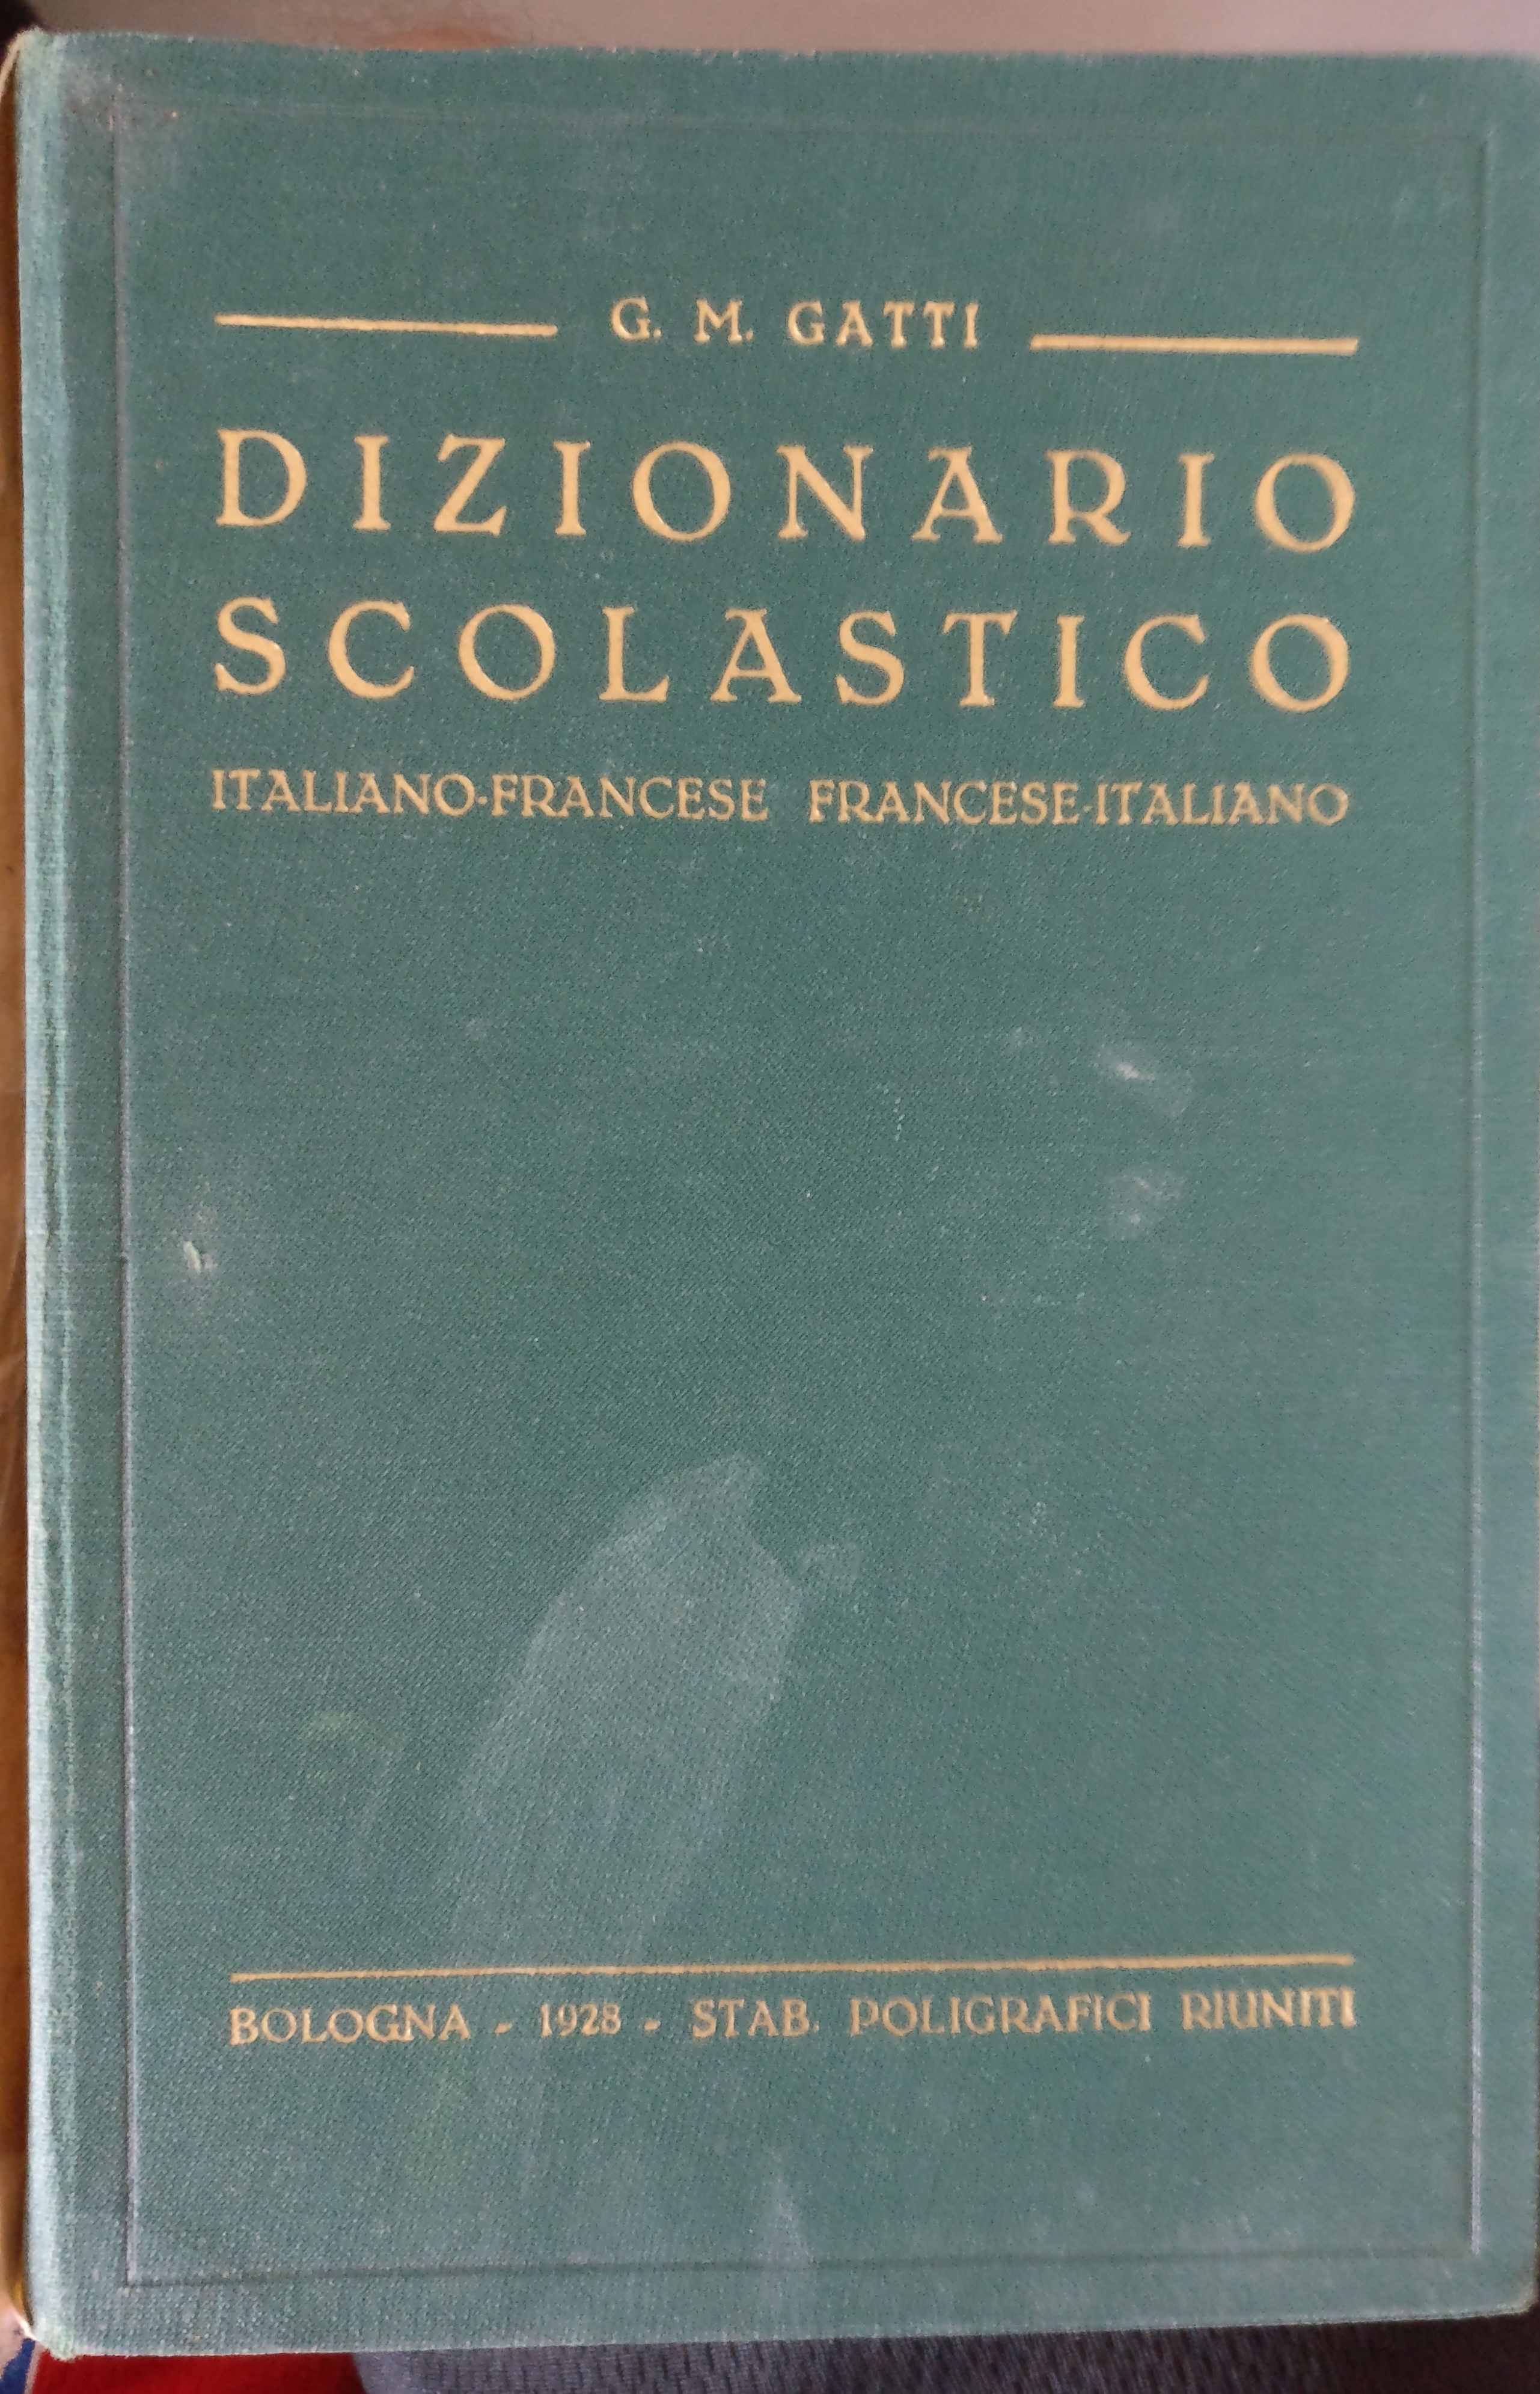 G. M. GATTI
DIZIONARIO
SCOLASTICO
ITALIANO-FRANCESE FRANCESE-ITALIANO
BOLOGNA - 1928 - STAB. POLIGRAFICI RIUNITI